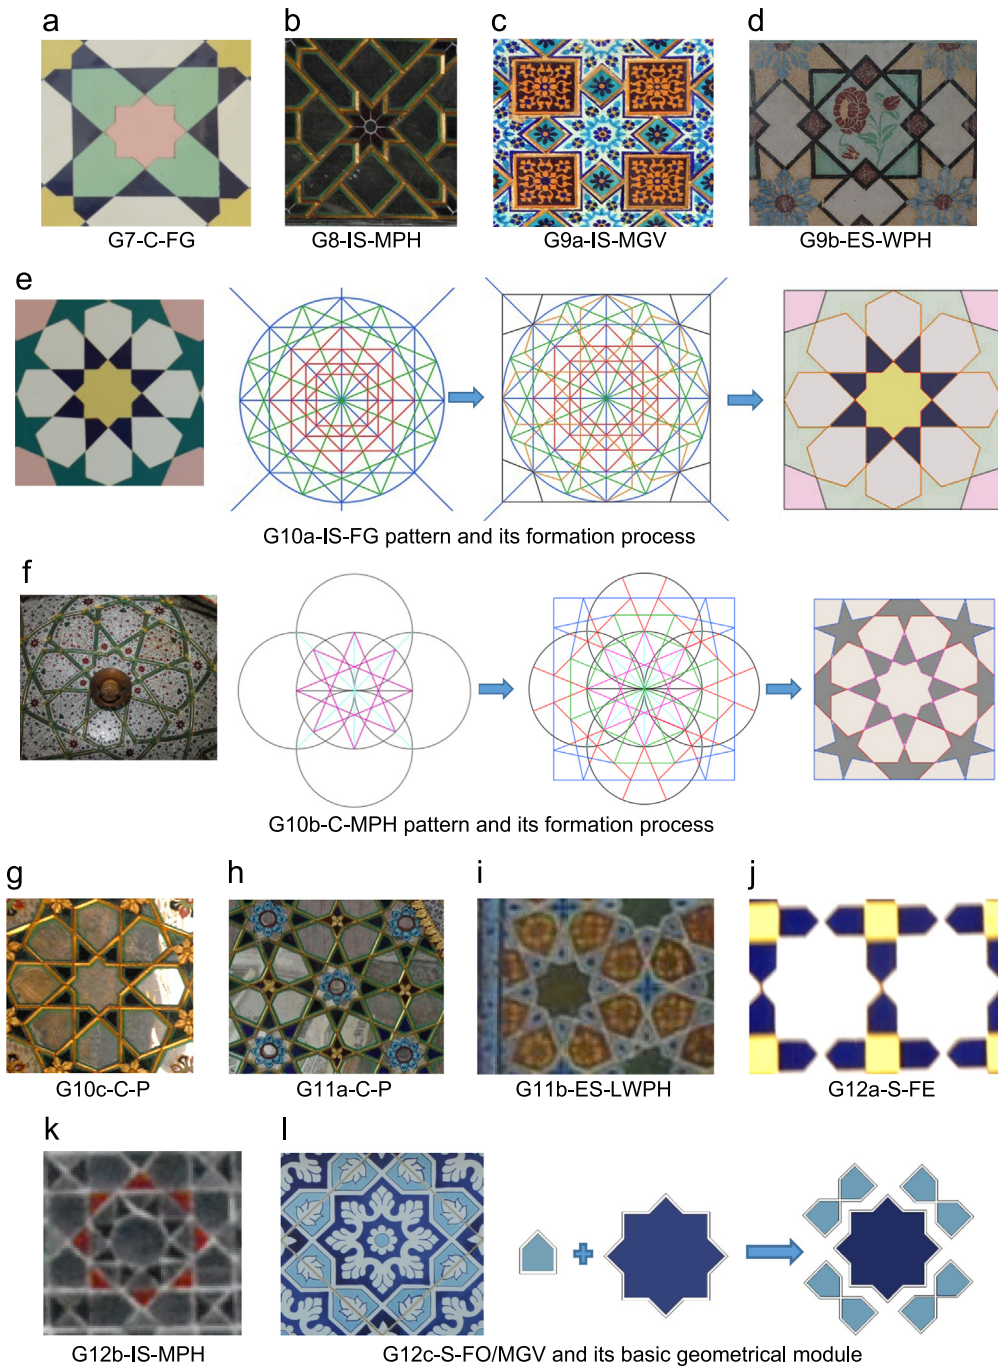 a
b
c
d
G7-C-FG
G8-IS-MPH
G9a-IS-MGV
G9b-ES-WPH
e
G10a-IS-FG pattern and its formation process
f
G10b-C-MPH pattern and its formation process
g
h
i
j
G10c-C-P
G11a-C-P
G11b-ES-LWPH
G12a-S-FE
k
l
G12b-IS-MPH
G12c-S-FO/MGV and its basic geometrical module